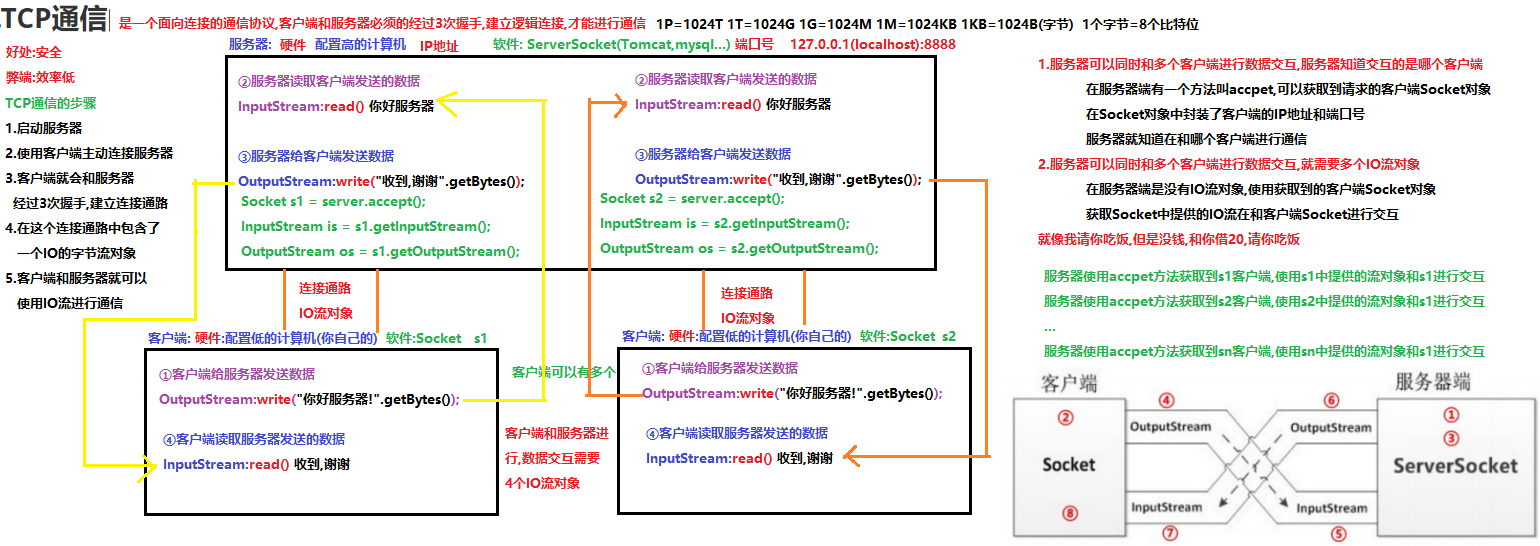 TCP通信 是一个面向连接的通信协议,客户端和服务器必须的经过3次握手,建立逻辑连接,才能进行通信 1P=1024T 1T=1024G 1G=1024M 1M=1024KB 1KB=1024B(字节) 1个字节=8个比特位
好处:安全
弊端:效率低
TCP通信的步骤
1.启动服务器
2.使用客户端主动连接服务器
3.客户端就会和服务器
经过3次握手,建立连接通路
4.在这个连接通路中包含了
一个IO的字节流对象
5.客户端和服务器就可以
使用IO流进行通信
服务器: 硬件 配置高的计算机 IP地址 软件: ServerSocket(Tomcat,mysql...) 端口号 127.0.0.1(localhost):8888
②服务器读取客户端发送的数据
InputStream:read() 你好服务器
③服务器给客户端发送数据
OutputStream:write("收到,谢谢".getBytes());
Socket s1 = server.accept();
InputStream is = s1.getInputStream();
OutputStream os = s1.getOutputStream();
②服务器读取客户端发送的数据
InputStream:read() 你好服务器
③服务器给客户端发送数据
OutputStream:write("收到,谢谢".getBytes());
Socket s2 = server.accept();
InputStream is = s2.getInputStream();
OutputStream os = s2.getOutputStream();
连接通路
IO流对象
连接通路
IO流对象
客户端: 硬件:配置低的计算机(你自己的) 软件:Socket s1
①客户端给服务器发送数据
OutputStream:write("你好服务器!".getBytes());
④客户端读取服务器发送的数据
InputStream:read() 收到,谢谢
客户端可以有多个
客户端和服务器进
行,数据交互需要
4个IO流对象
客户端: 硬件:配置低的计算机(你自己的) 软件:Socket s2
①客户端给服务器发送数据
OutputStream:write("你好服务器!".getBytes());
④客户端读取服务器发送的数据
InputStream:read() 收到,谢谢
1.服务器可以同时和多个客户端进行数据交互,服务器知道交互的是哪个客户端
在服务器端有一个方法叫accpet,可以获取到请求的客户端Socket对象
在Socket对象中封装了客户端的IP地址和端口号
服务器就知道在和哪个客户端进行通信
2.服务器可以同时和多个客户端进行数据交互,就需要多个IO流对象
在服务器端是没有IO流对象,使用获取到的客户端Socket对象
获取Socket中提供的IO流在和客户端Socket进行交互
就像我请你吃饭,但是没钱,和你借20,请你吃饭
服务器使用accpet方法获取到s1客户端,使用s1中提供的流对象和s1进行交互
服务器使用accpet方法获取到s2客户端,使用s2中提供的流对象和s1进行交互
...
服务器使用accpet方法获取到sn客户端,使用sn中提供的流对象和s1进行交互
客户端 服务器端
④ ⑥
② ①
OutputStream OutputStream
③
Socket ServerSocket
InputStream InputStream
⑧
⑦ ⑤